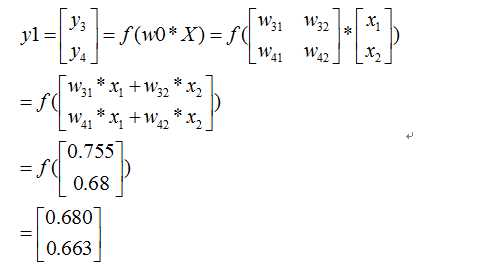 y1 = [y₃; y₄] = f(w0 * X) = f([w₃₁ w₃₂; w₄₁ w₄₂] * [x₁; x₂])
= f([w₃₁ * x₁ + w₃₂ * x₂; w₄₁ * x₁ + w₄₂ * x₂])
= f([0.755; 0.68])
= [0.680; 0.663]